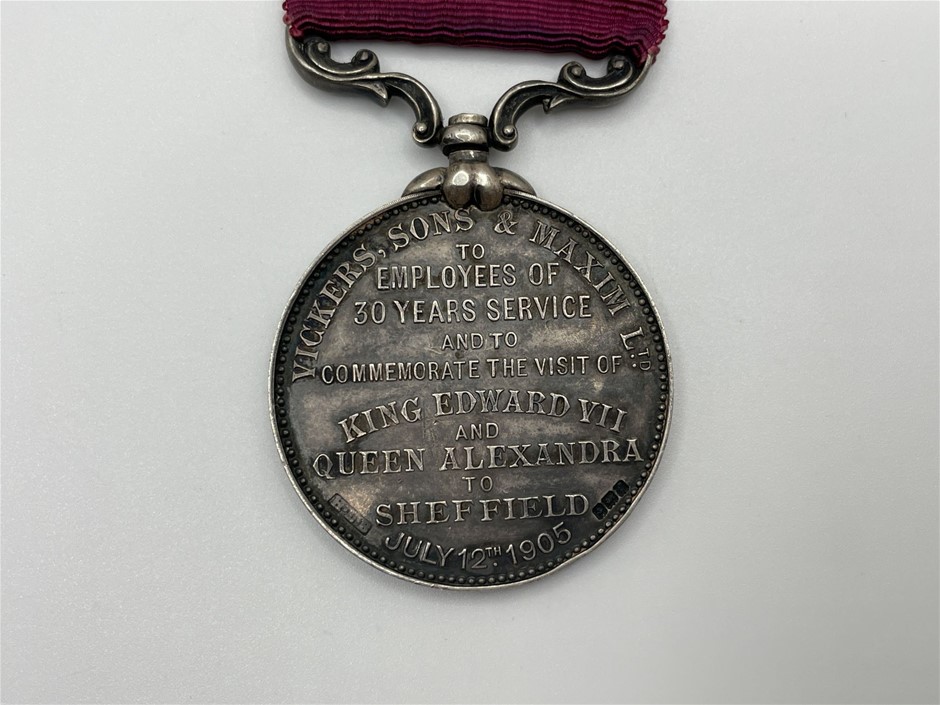 VICKERS, SONS & MAXIM LTD.
TO
EMPLOYEES OF
30 YEARS SERVICE
AND TO
COMMEMORATE THE VISIT OF
KING EDWARD VII
AND
QUEEN ALEXANDRA
TO
SHEFFIELD
JULY 12TH. 1905